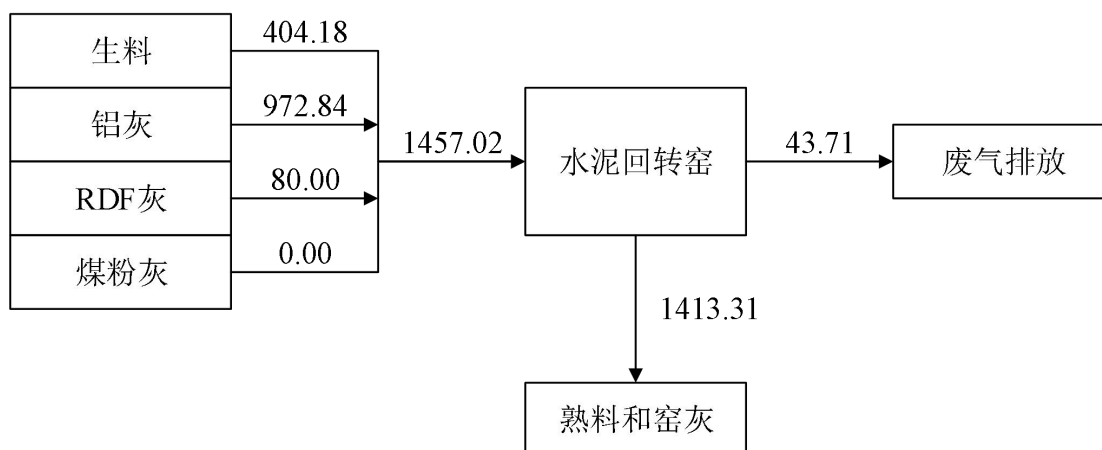 生料
404.18
铝灰
972.84
RDF灰
80.00
煤粉灰
0.00
1457.02
水泥回转窑
43.71
废气排放
1413.31
熟料和窑灰